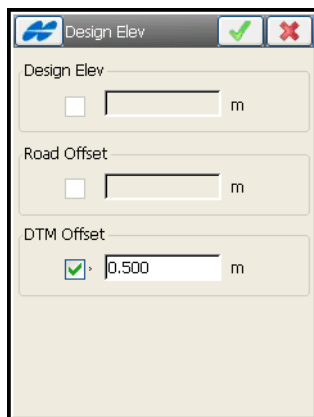 Design Elev
Design Elev
m
Road Offset
m
DTM Offset
0.500 m